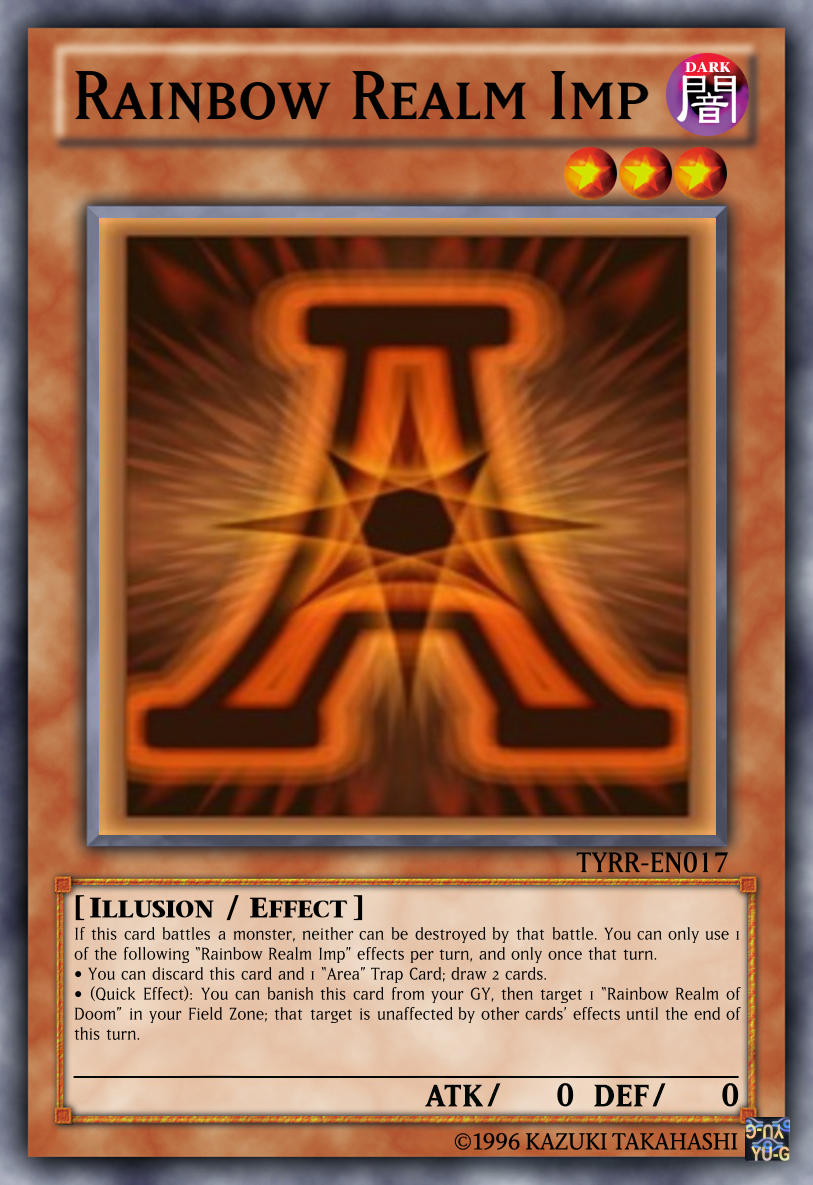 Rainbow Realm Imp
DARK
闇
A
TYRR-EN017
[ Illusion / Effect ]
If this card battles a monster, neither can be destroyed by that battle. You can only use 1
of the following "Rainbow Realm Imp" effects per turn, and only once that turn.
• You can discard this card and 1 "Area" Trap Card; draw 2 cards.
• (Quick Effect): You can banish this card from your GY, then target 1 "Rainbow Realm of
Doom" in your Field Zone; that target is unaffected by other cards' effects until the end of
this turn.
ATK/ 0 DEF/ 0
©1996 KAZUKI TAKAHASHI
YU-G
YU-G